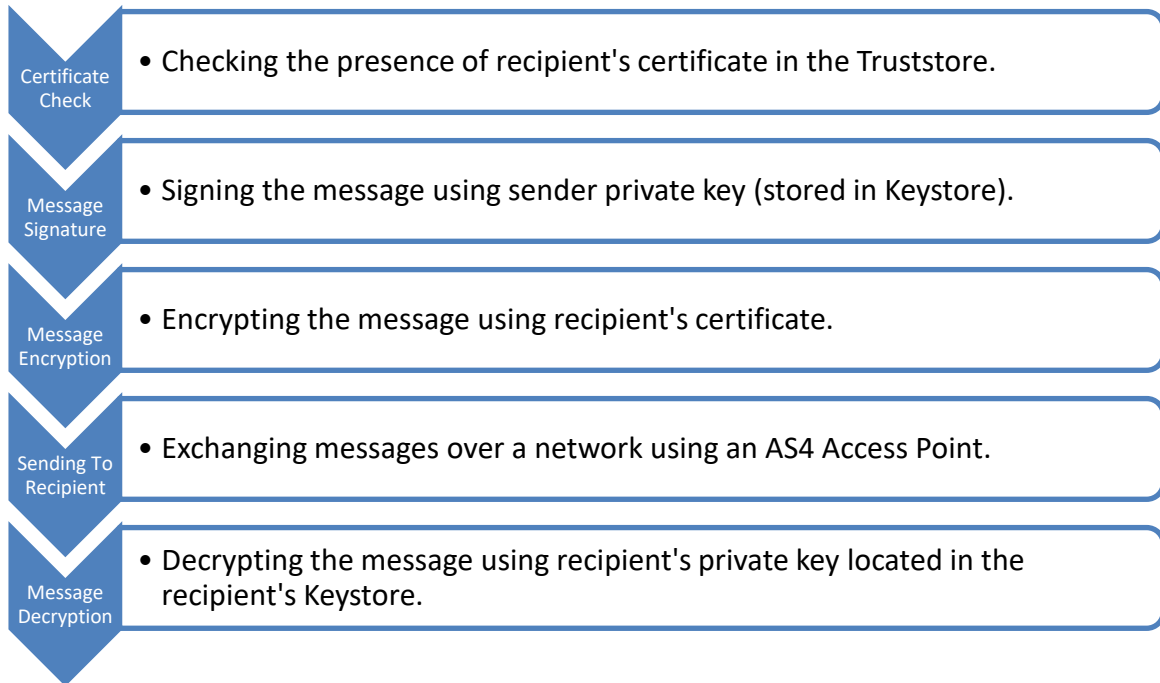 Certificate
Check
• Checking the presence of recipient's certificate in the Truststore.
Message
Signature
• Signing the message using sender private key (stored in Keystore).
Message
Encryption
• Encrypting the message using recipient's certificate.
Sending To
Recipient
• Exchanging messages over a network using an AS4 Access Point.
Message
Decryption
• Decrypting the message using recipient's private key located in the
recipient's Keystore.